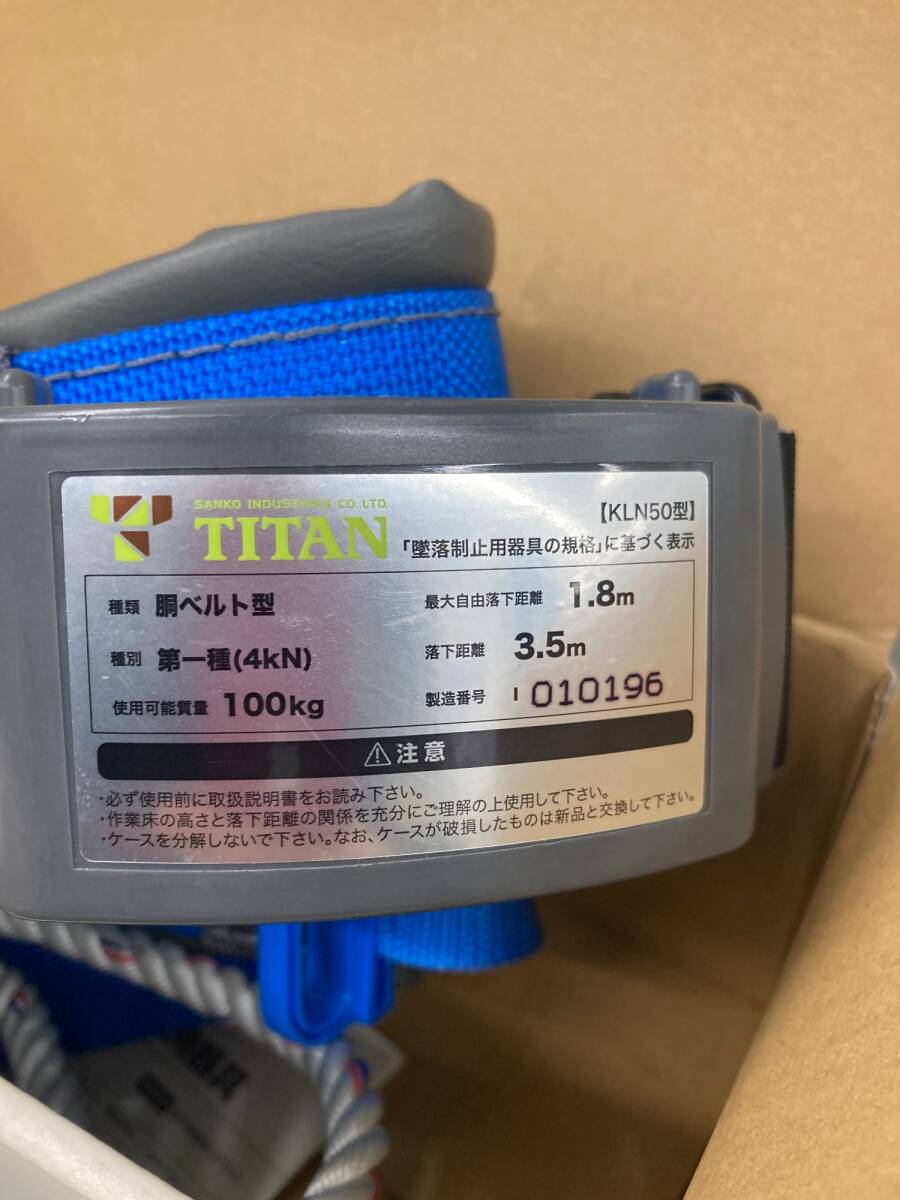 SANKO INDUSTRIES CO.,LTD.
TITAN
【KLN50型】
「墜落制止用器具の規格」に基づく表示
種類 胴ベルト型
最大自由落下距離 1.8m
種別 第一種(4kN)
落下距離 3.5m
使用可能質量 100kg
製造番号 I 010196
⚠注意
・必ず使用前に取扱説明書をお読み下さい。
・作業床の高さと落下距離の関係を充分にご理解の上使用して下さい。
・ケースを分解しないで下さい。なお、ケースが破損したものは新品と交換して下さい。